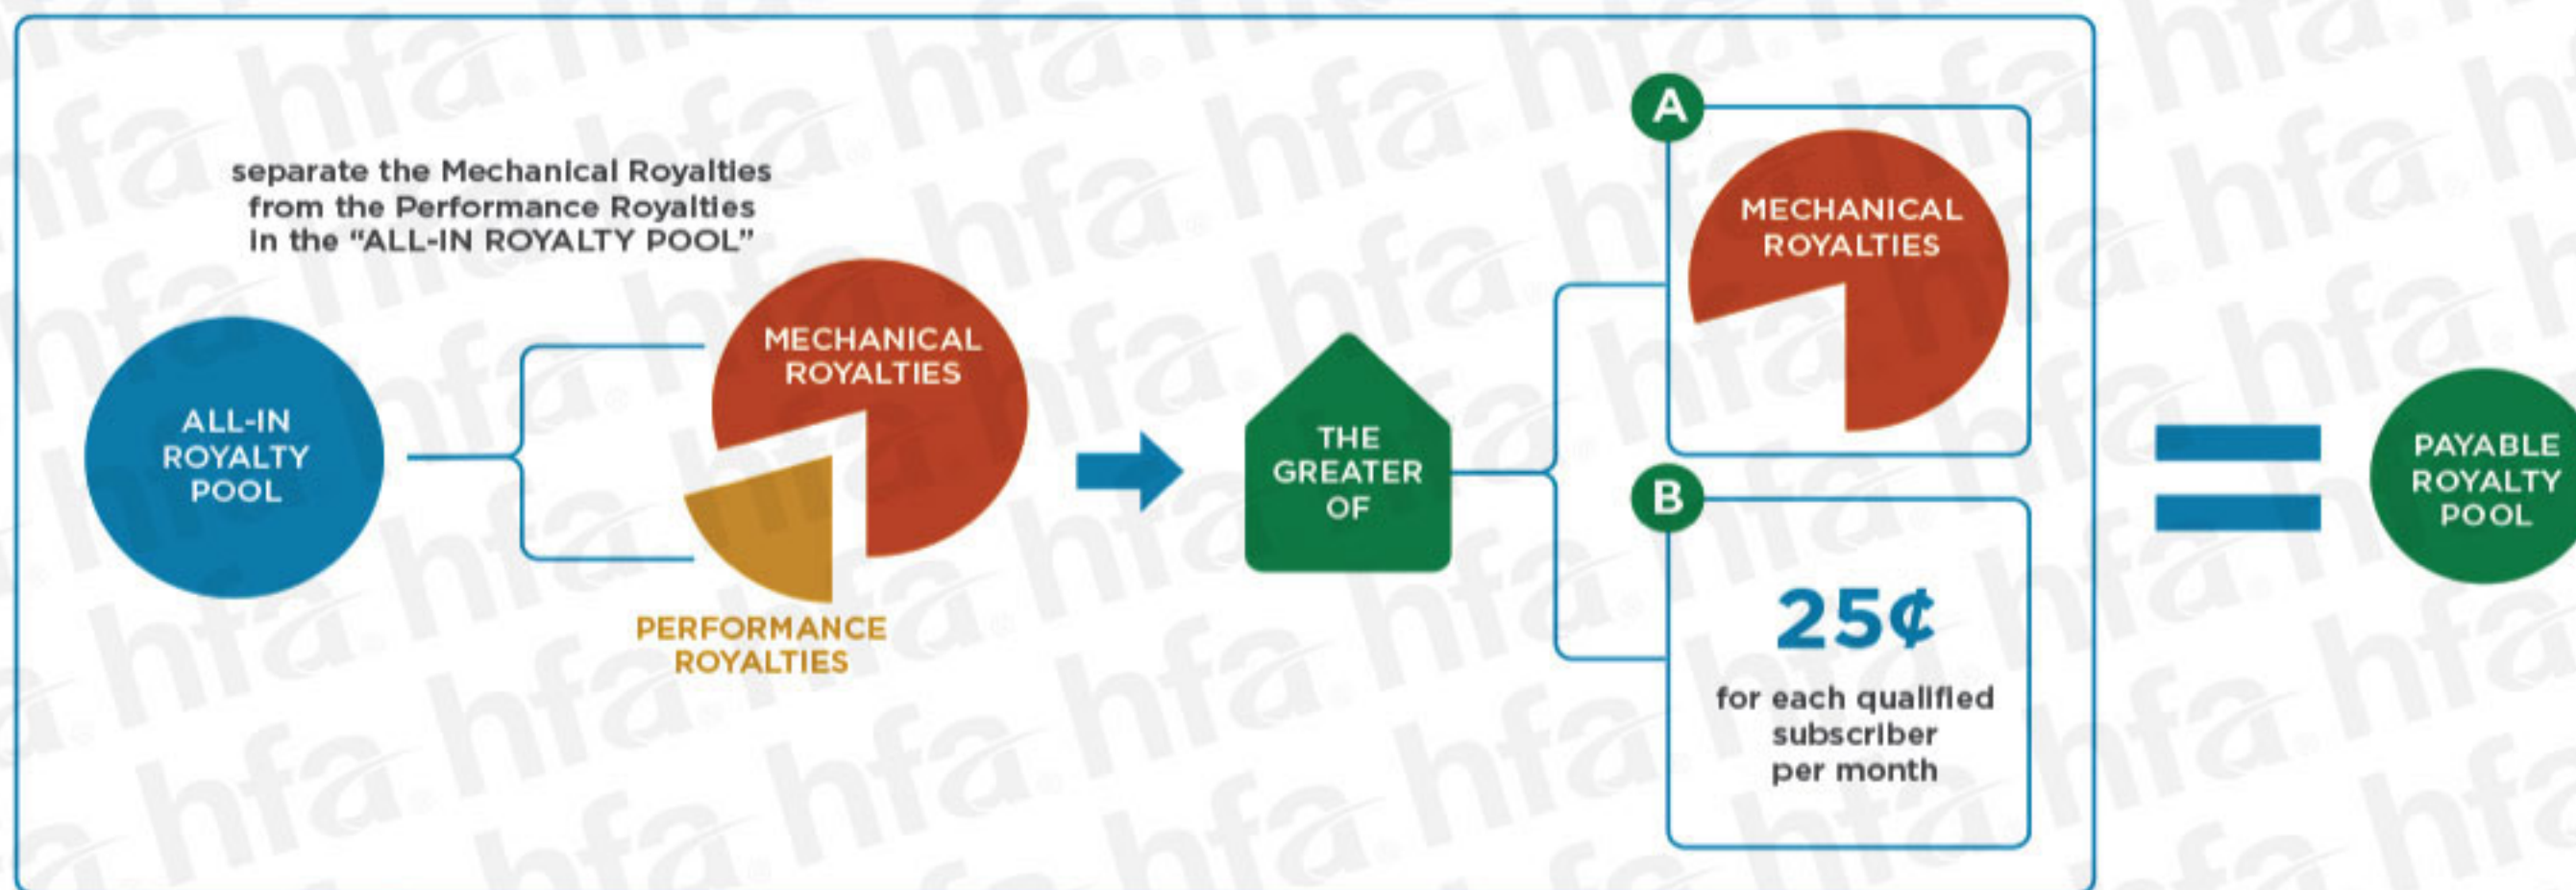 separate the Mechanical Royalties
from the Performance Royalties
in the “ALL-IN ROYALTY POOL”
ALL-IN
ROYALTY
POOL
MECHANICAL
ROYALTIES
PERFORMANCE
ROYALTIES
THE
GREATER
OF
A
MECHANICAL
ROYALTIES
B
25¢
for each qualified
subscriber
per month
PAYABLE
ROYALTY
POOL
hfa